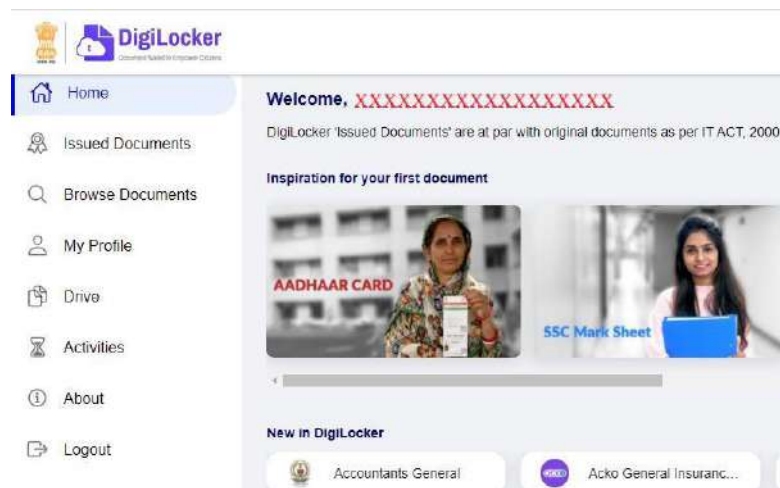 DigiLocker
Home
Issued Documents
Browse Documents
My Profile
Drive
Activities
About
Logout
Welcome, XXXXXXXXXXXXXXXXXX
DigiLocker 'Issued Documents' are at par with original documents as per IT ACT, 2000
Inspiration for your first document
AADHAAR CARD
SSC Mark Sheet
New in DigiLocker
Accountants General
Acko General Insuranc...